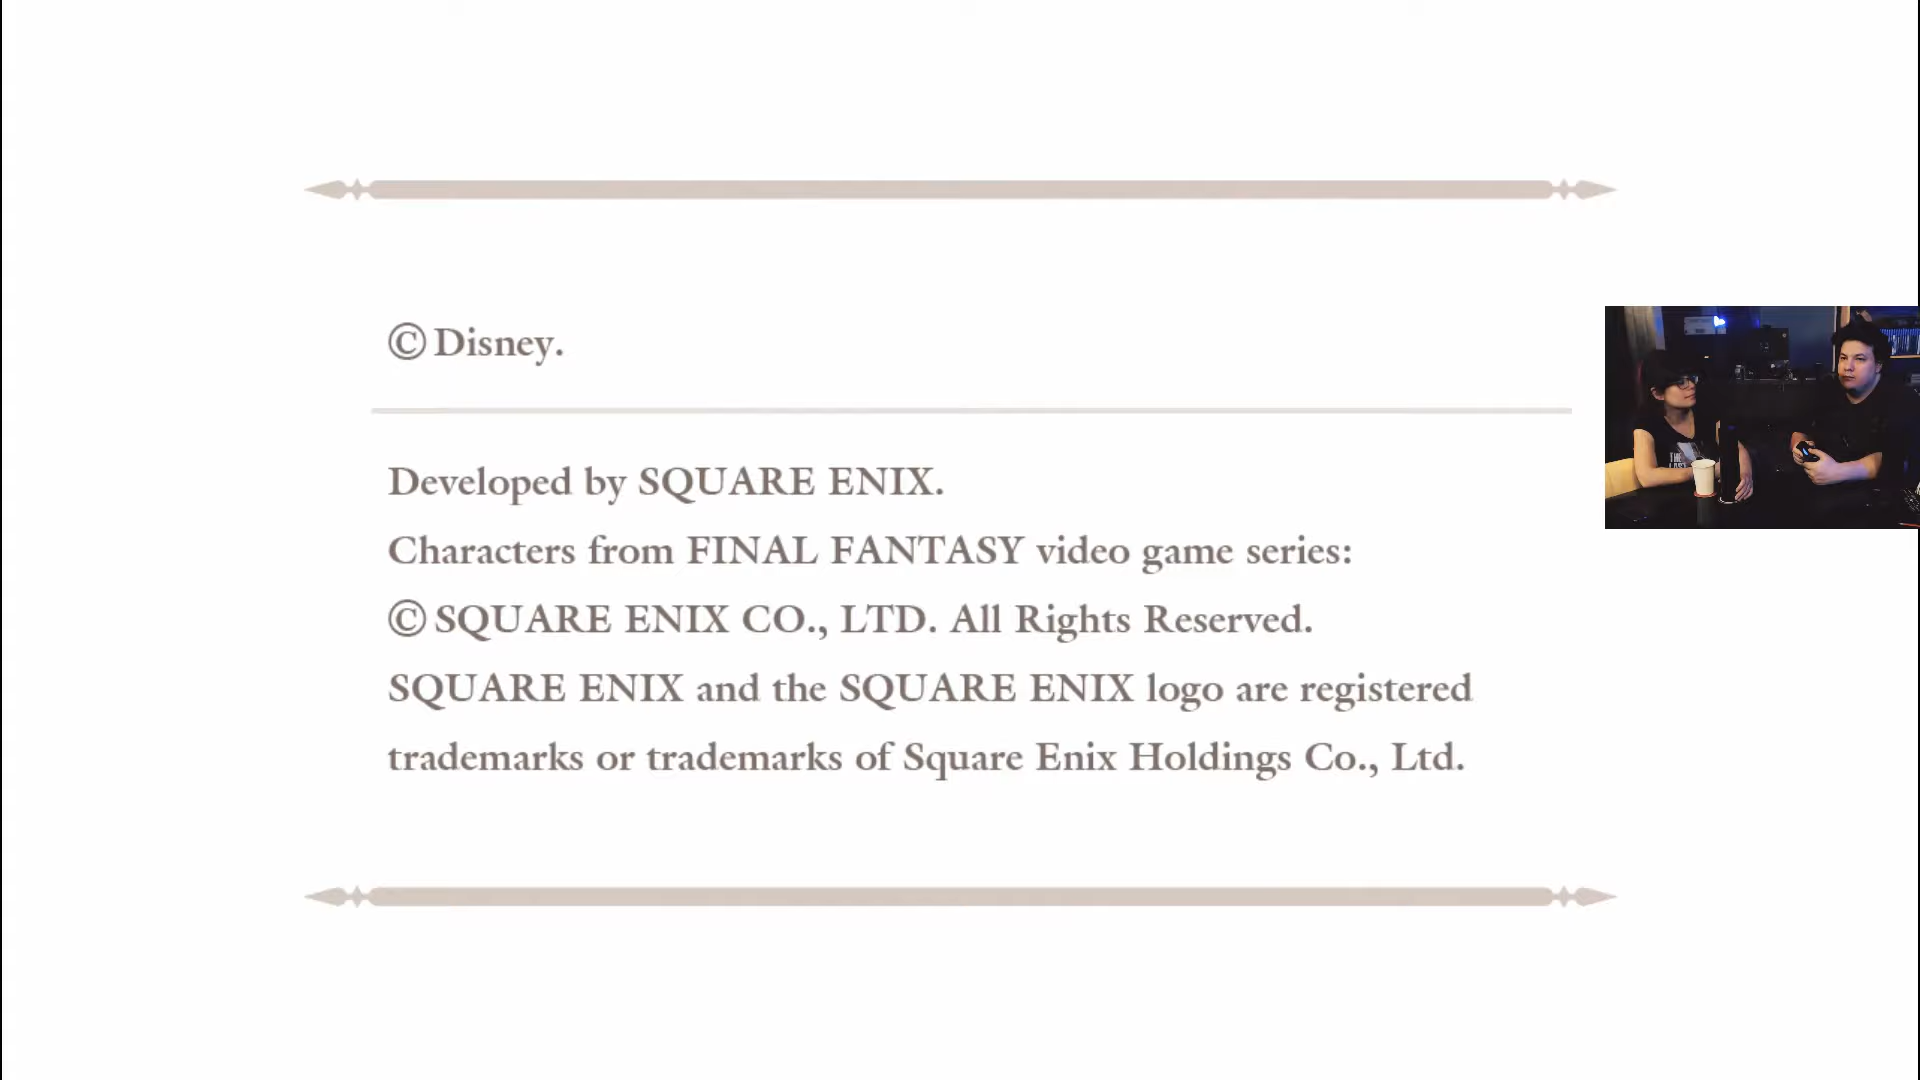 © Disney.
Developed by SQUARE ENIX.
Characters from FINAL FANTASY video game series:
© SQUARE ENIX CO., LTD. All Rights Reserved.
SQUARE ENIX and the SQUARE ENIX logo are registered
trademarks or trademarks of Square Enix Holdings Co., Ltd.
THE